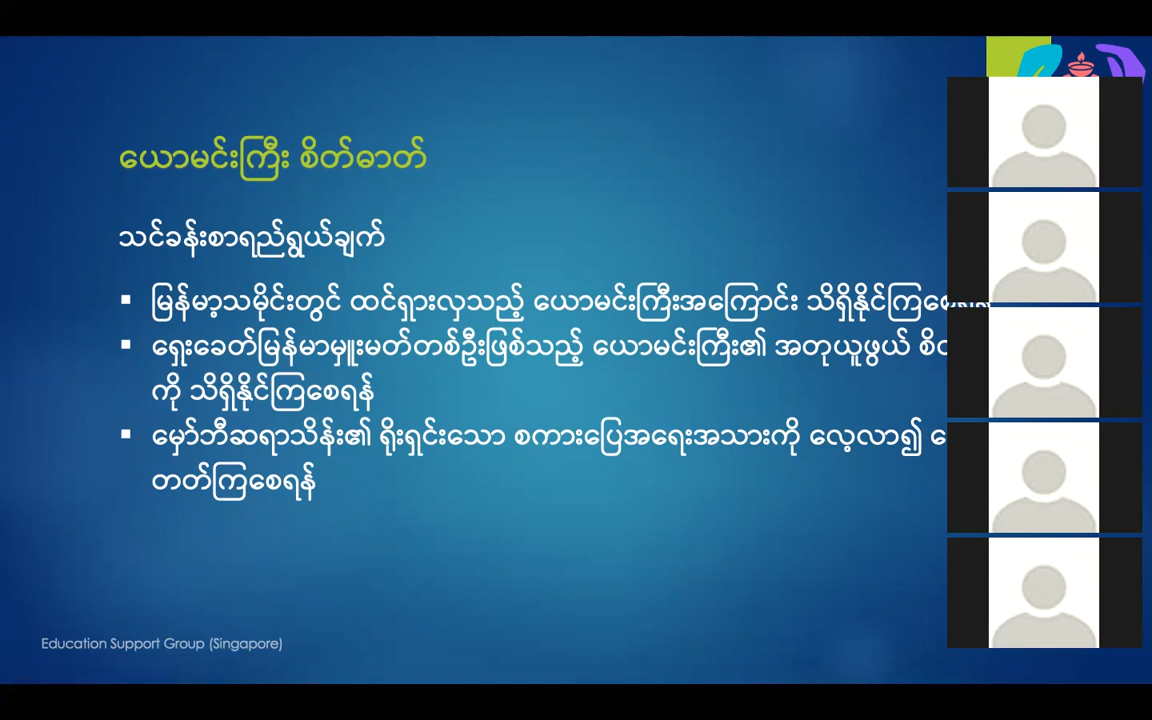 ယောမင်းကြီး စိတ်ဓာတ်
သင်ခန်းစာရည်ရွယ်ချက်
▪ မြန်မာ့သမိုင်းတွင် ထင်ရှားလှသည့် ယောမင်းကြီးအကြောင်း သိရှိနိုင်ကြစေရန်
▪ ရှေးခေတ်မြန်မာမှူးမတ်တစ်ဦးဖြစ်သည့် ယောမင်းကြီး၏ အတုယူဖွယ်
ကို သိရှိနိုင်ကြစေရန်
▪ မှော်ဘီဆရာသိန်း၏ ရိုးရှင်းသော စကားပြေအရေးအသားကို လေ့လာ၍
တတ်ကြစေရန်
Education Support Group (Singapore)